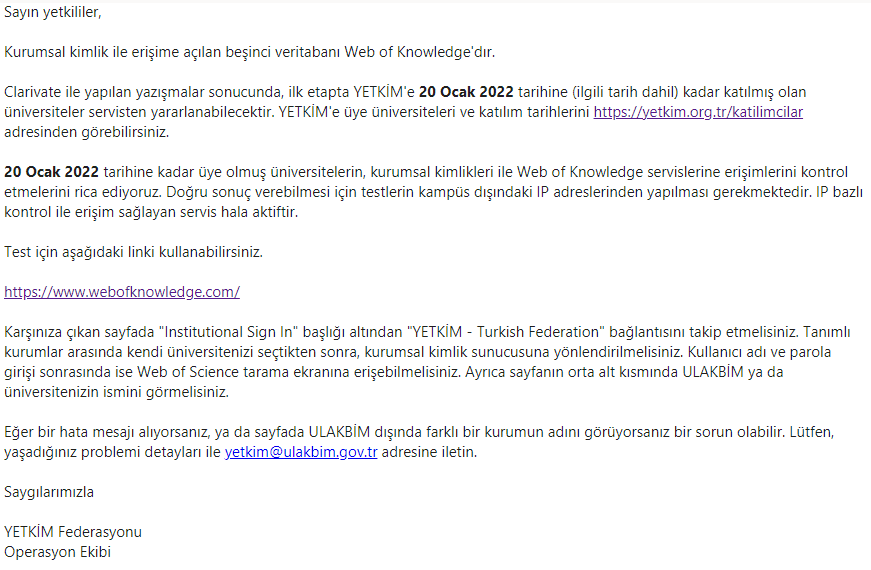 Sayın yetkililer,
Kurumsal kimlik ile erişime açılan beşinci veritabanı Web of Knowledge'dır.
Clarivate ile yapılan yazışmalar sonucunda, ilk etapta YETKİM'e 20 Ocak 2022 tarihine (ilgili tarih dahil) kadar katılmış olan
üniversiteler servisten yararlanabilecektir. YETKİM'e üye üniversiteleri ve katılım tarihlerini https://yetkim.org.tr/katilimcilar
adresinden görebilirsiniz.
20 Ocak 2022 tarihine kadar üye olmuş üniversitelerin, kurumsal kimlikleri ile Web of Knowledge servislerine erişimlerini kontrol
etmelerini rica ediyoruz. Doğru sonuç verebilmesi için testlerin kampüs dışındaki IP adreslerinden yapılması gerekmektedir. IP bazlı
kontrol ile erişim sağlayan servis hala aktiftir.
Test için aşağıdaki linki kullanabilirsiniz.
https://www.webofknowledge.com/
Karşınıza çıkan sayfada "Institutional Sign In" başlığı altından "YETKİM - Turkish Federation" bağlantısını takip etmelisiniz. Tanımlı
kurumlar arasında kendi üniversitenizi seçtikten sonra, kurumsal kimlik sunucusuna yönlendirilmelisiniz. Kullanıcı adı ve parola
girişi sonrasında ise Web of Science tarama ekranına erişebilmelisiniz. Ayrıca sayfanın orta alt kısmında ULAKBİM ya da
üniversitenizin ismini görmelisiniz.
Eğer bir hata mesajı alıyorsanız, ya da sayfada ULAKBİM dışında farklı bir kurumun adını görüyorsanız bir sorun olabilir. Lütfen,
yaşadığınız problemi detayları ile yetkim@ulakbim.gov.tr adresine iletin.
Saygılarımızla
YETKİM Federasyonu
Operasyon Ekibi